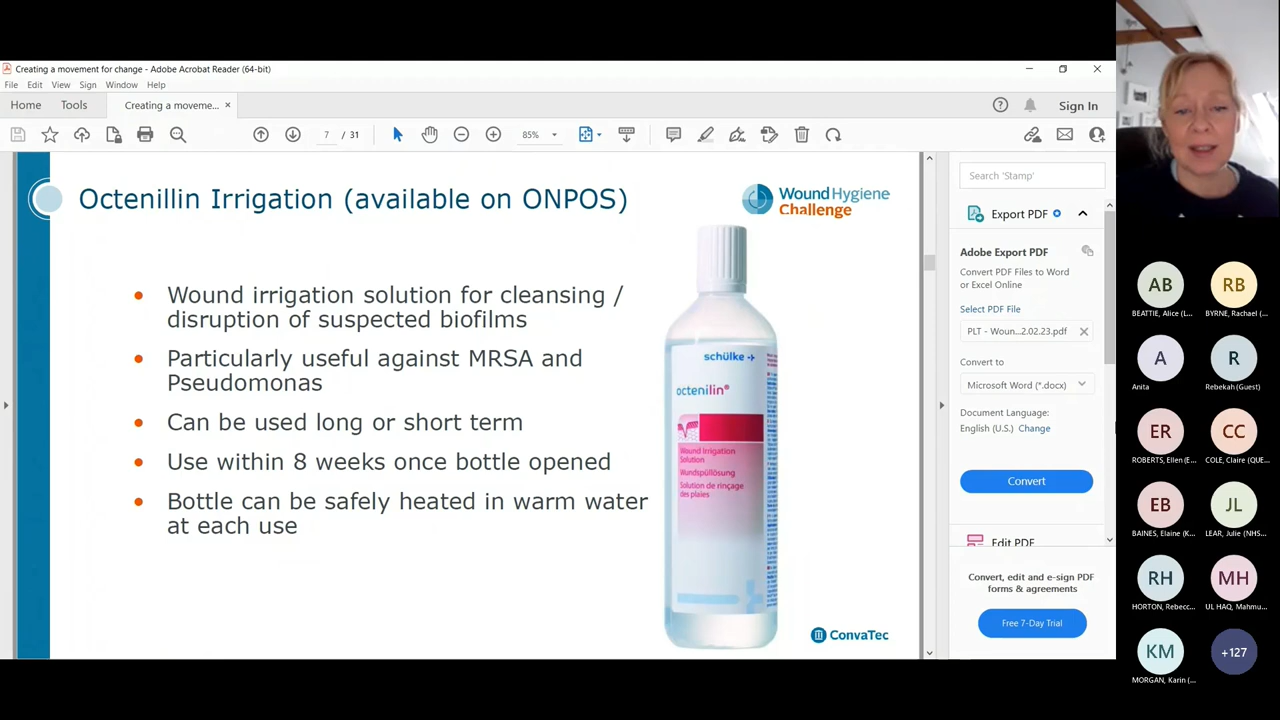 Creating a movement for change - Adobe Acrobat Reader (64-bit)
File Edit View Sign Window Help
Home Tools Creating a moveme... ×
Sign In
7 / 31
85%
Octenillin Irrigation (available on ONPOS)
Wound Hygiene
Challenge
• Wound irrigation solution for cleansing /
disruption of suspected biofilms
• Particularly useful against MRSA and
Pseudomonas
• Can be used long or short term
• Use within 8 weeks once bottle opened
• Bottle can be safely heated in warm water
at each use
schülke
octenilin®
Wound Irrigation
Solution
Wundspüllösung
Solution de rinçage
des plaies
ConvaTec
Search 'Stamp'
Export PDF
Adobe Export PDF
Convert PDF Files to Word
or Excel Online
Select PDF File
PLT - Woun...2.02.23.pdf
Convert to
Microsoft Word (*.docx)
Document Language:
English (U.S.) Change
Convert
Edit PDF
Convert, edit and e-sign PDF
forms & agreements
Free 7-Day Trial
AB
BEATTIE, Alice (L...
RB
BYRNE, Rachael (...
A
Anita
R
Rebekah(Guest)
ER
ROBERTS, Ellen (E...
CC
COLE, Claire (QUE...
EB
BAINES, Elaine (K...
JL
LEAR, Julie (NHS...
RH
HORTON, Rebecc...
MH
UL HAQ, Mahmu...
KM
MORGAN, Karin (...
+127